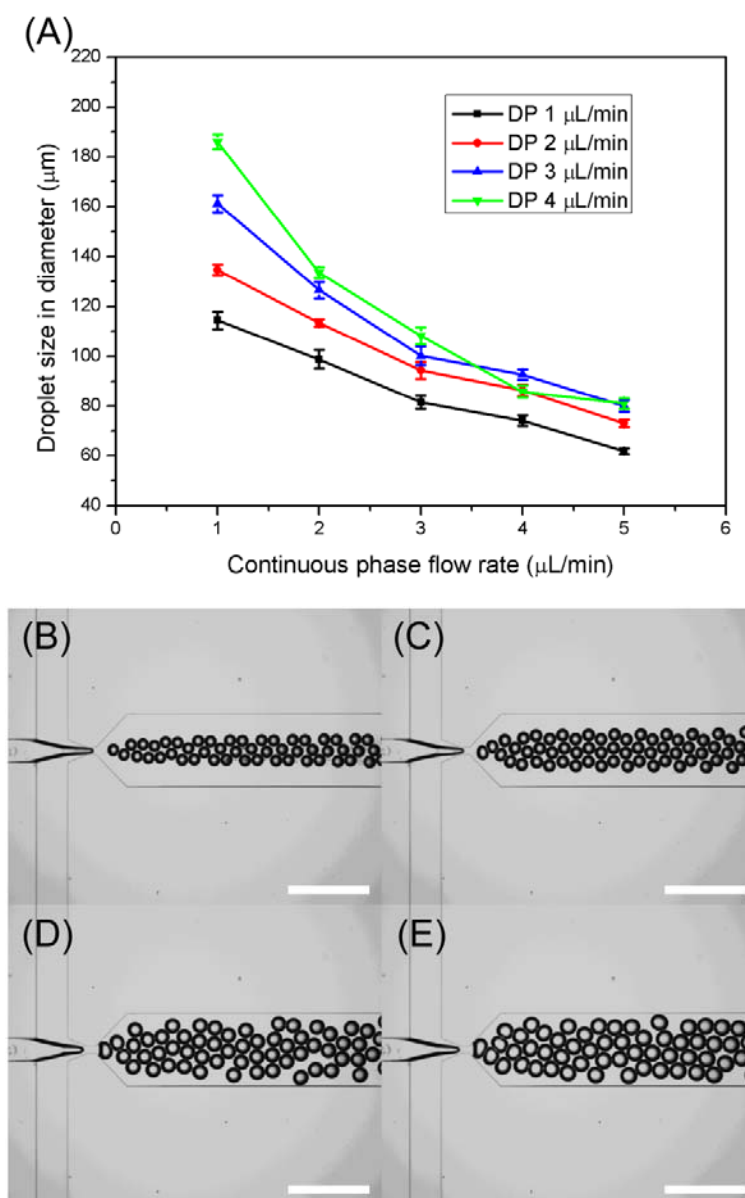 (A)
220
200
180
160
140
120
100
80
60
40
0
1
2
3
4
5
6
Droplet size in diameter (μm)
Continuous phase flow rate (μL/min)
DP 1 μL/min
DP 2 μL/min
DP 3 μL/min
DP 4 μL/min
(B)
(C)
(D)
(E)